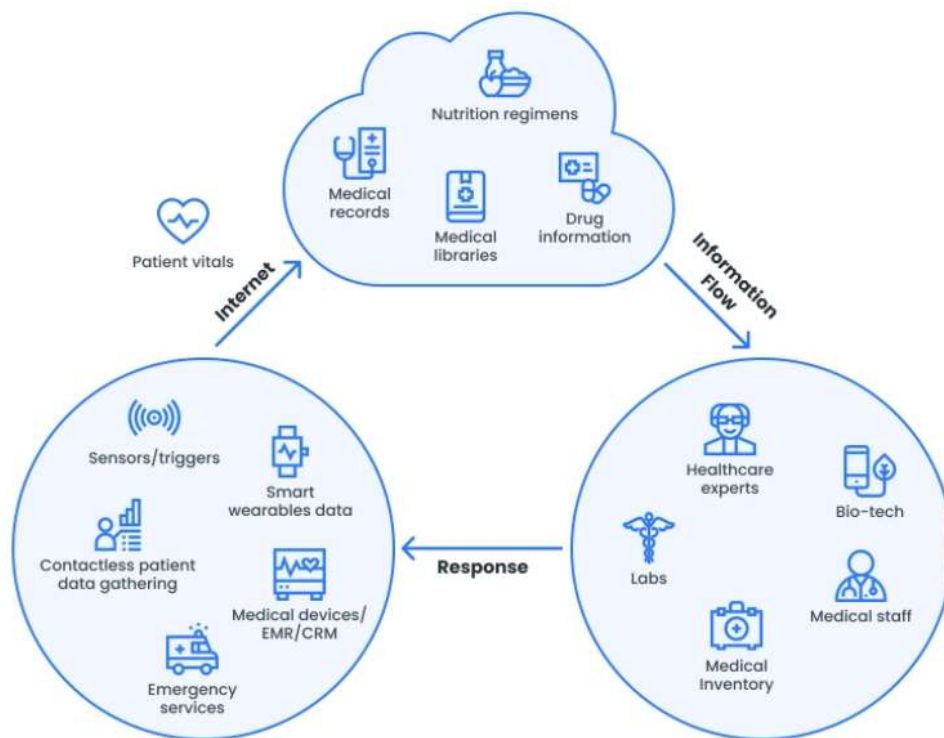 Nutrition regimens
Medical
records
Medical
libraries
Drug
information
Patient vitals
Internet
Information
Flow
Sensors/triggers
Smart
wearables data
Contactless patient
data gathering
Medical devices/
EMR/CRM
Emergency
services
Response
Healthcare
experts
Bio-tech
Labs
Medical staff
Medical
Inventory